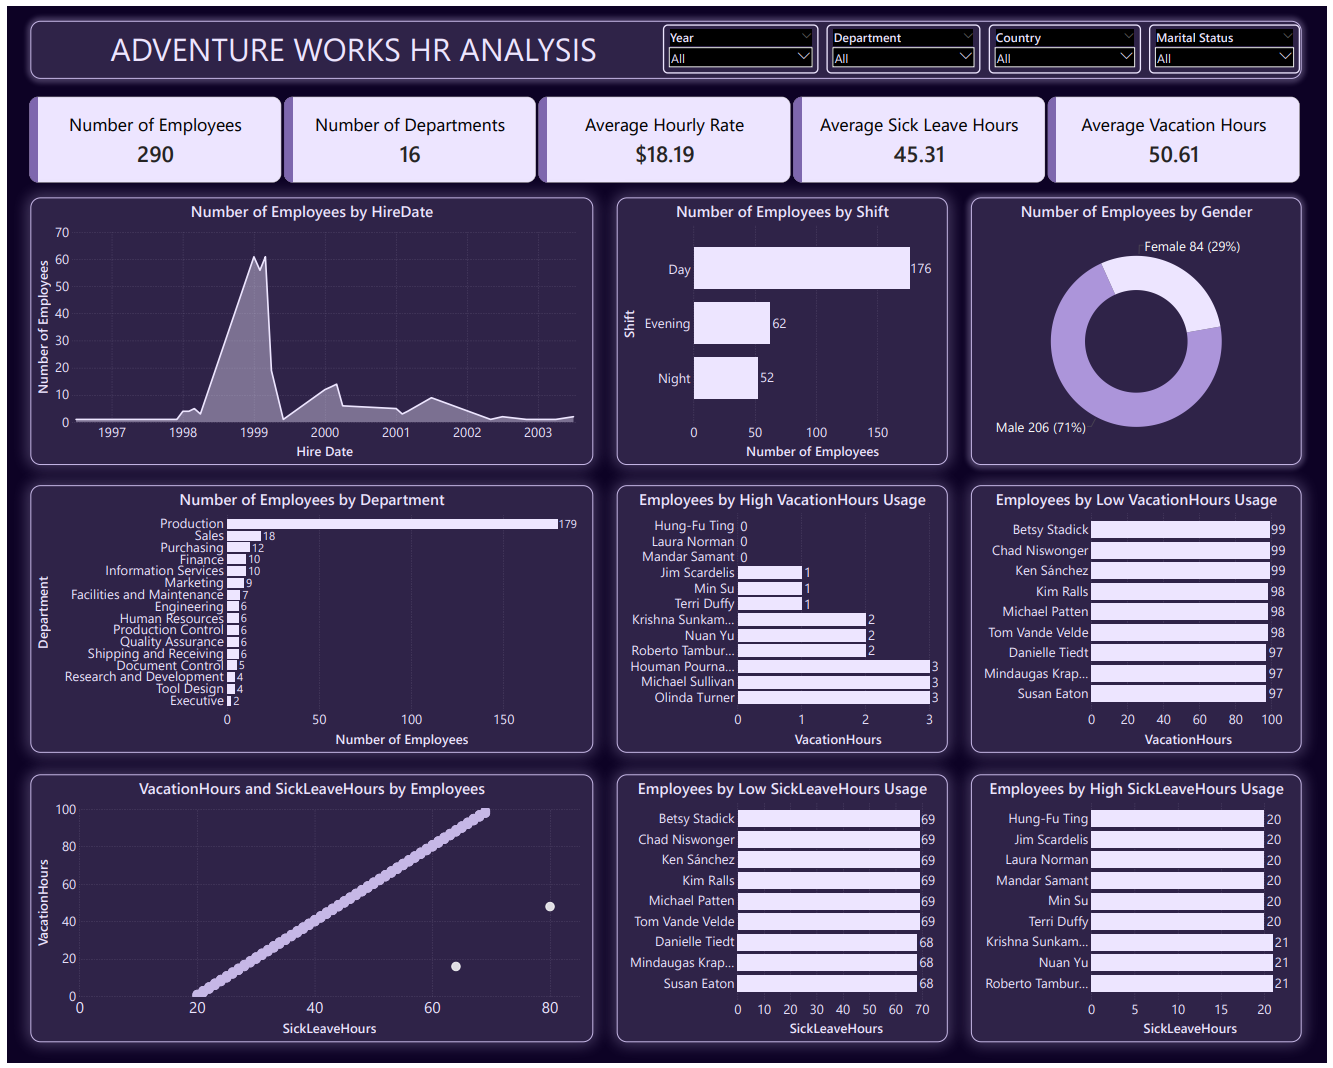 ADVENTURE WORKS HR ANALYSIS
Year
All
Department
All
Country
All
Marital Status
All
Number of Employees
290
Number of Departments
16
Average Hourly Rate
$18.19
Average Sick Leave Hours
45.31
Average Vacation Hours
50.61
Number of Employees by HireDate
Number of Employees
70
60
50
40
30
20
10
0
1997 1998 1999 2000 2001 2002 2003
Hire Date
Number of Employees by Shift
Shift
Day 176
Evening 62
Night 52
0 50 100 150
Number of Employees
Number of Employees by Gender
Female 84 (29%)
Male 206 (71%)
Number of Employees by Department
Department
Production 179
Sales 18
Purchasing 12
Finance 10
Information Services 10
Marketing 9
Facilities and Maintenance 7
Engineering 6
Human Resources 6
Production Control 6
Quality Assurance 6
Shipping and Receiving 6
Document Control 5
Research and Development 4
Tool Design 4
Executive 2
0 50 100 150
Number of Employees
Employees by High VacationHours Usage
Hung-Fu Ting 0
Laura Norman 0
Mandar Samant 0
Jim Scardelis 1
Min Su 1
Terri Duffy 1
Krishna Sunkam... 2
Nuan Yu 2
Roberto Tambur... 2
Houman Pourna... 3
Michael Sullivan 3
Olinda Turner 3
0 1 2 3
VacationHours
Employees by Low VacationHours Usage
Betsy Stadick 99
Chad Niswonger 99
Ken Sánchez 99
Kim Ralls 98
Michael Patten 98
Tom Vande Velde 98
Danielle Tiedt 97
Mindaugas Krap... 97
Susan Eaton 97
0 20 40 60 80 100
VacationHours
VacationHours and SickLeaveHours by Employees
VacationHours
100
80
60
40
20
0
0 20 40 60 80
SickLeaveHours
Employees by Low SickLeaveHours Usage
Betsy Stadick 69
Chad Niswonger 69
Ken Sánchez 69
Kim Ralls 69
Michael Patten 69
Tom Vande Velde 69
Danielle Tiedt 68
Mindaugas Krap... 68
Susan Eaton 68
0 10 20 30 40 50 60 70
SickLeaveHours
Employees by High SickLeaveHours Usage
Hung-Fu Ting 20
Jim Scardelis 20
Laura Norman 20
Mandar Samant 20
Min Su 20
Terri Duffy 20
Krishna Sunkam... 21
Nuan Yu 21
Roberto Tambur... 21
0 5 10 15 20
SickLeaveHours